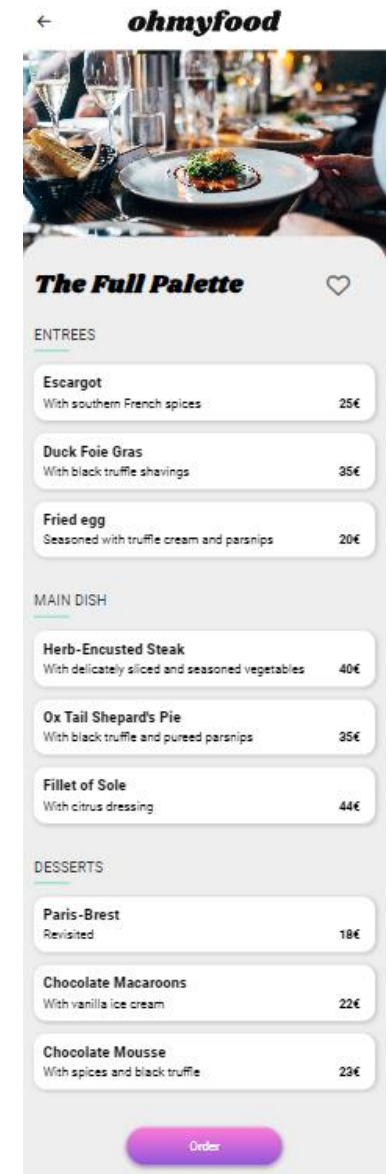 ohmyfood
The Full Palette
ENTREES
Escargot
With southern French spices 25€
Duck Foie Gras
With black truffle shavings 35€
Fried egg
Seasoned with truffle cream and parsnips 20€
MAIN DISH
Herb-Encusted Steak
With delicately sliced and seasoned vegetables 40€
Ox Tail Shepard's Pie
With black truffle and pureed parsnips 35€
Fillet of Sole
With citrus dressing 44€
DESSERTS
Paris-Brest
Revisited 18€
Chocolate Macaroons
With vanilla ice cream 22€
Chocolate Mousse
With spices and black truffle 23€
Order